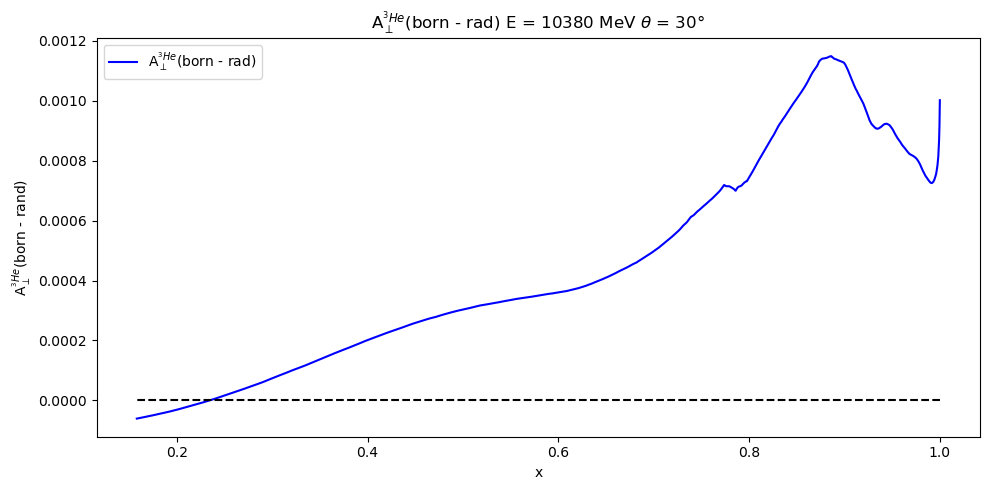 A⊥³ᴴᵉ(born - rad) E = 10380 MeV θ = 30°
A⊥³ᴴᵉ(born - rad)
A⊥³ᴴᵉ(born - rand)
0.0012
0.0010
0.0008
0.0006
0.0004
0.0002
0.0000
0.2 0.4 0.6 0.8 1.0
x